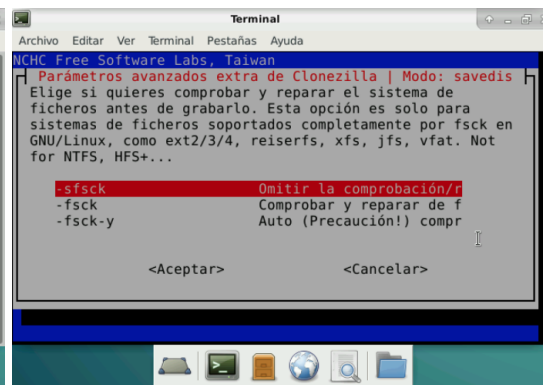 Terminal
Archivo Editar Ver Terminal Pestañas Ayuda
NCHC Free Software Labs, Taiwan
Parámetros avanzados extra de Clonezilla | Modo: savedis
Elige si quieres comprobar y reparar el sistema de
ficheros antes de grabarlo. Esta opción es solo para
sistemas de ficheros soportados completamente por fsck en
GNU/Linux, como ext2/3/4, reiserfs, xfs, jfs, vfat. Not
for NTFS, HFS+...
-sfsck Omitir la comprobación/r
-fsck Comprobar y reparar de f
-fsck-y Auto (Precaución!) compr
<Aceptar> <Cancelar>